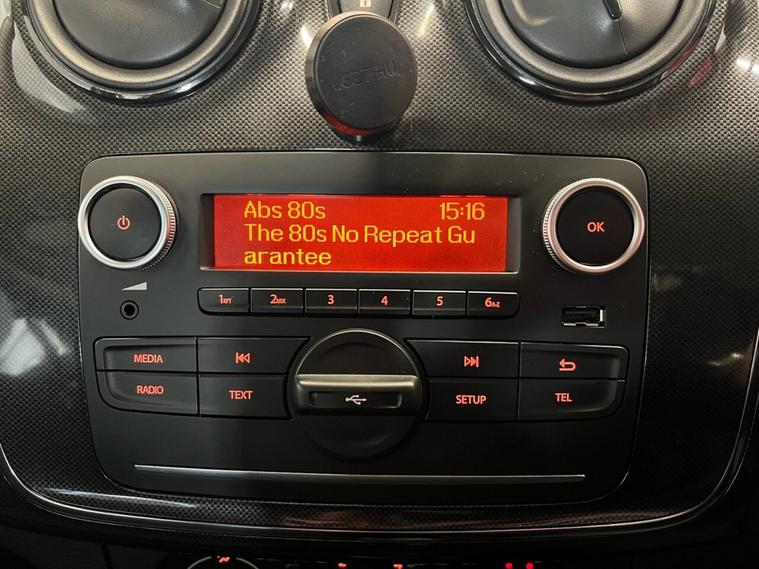 Abs 80s 15:16
The 80s No Repeat Gu
arantee
OK
1RPT 2MIX 3 4 5 6A-Z
MEDIA
RADIO TEXT SETUP TEL